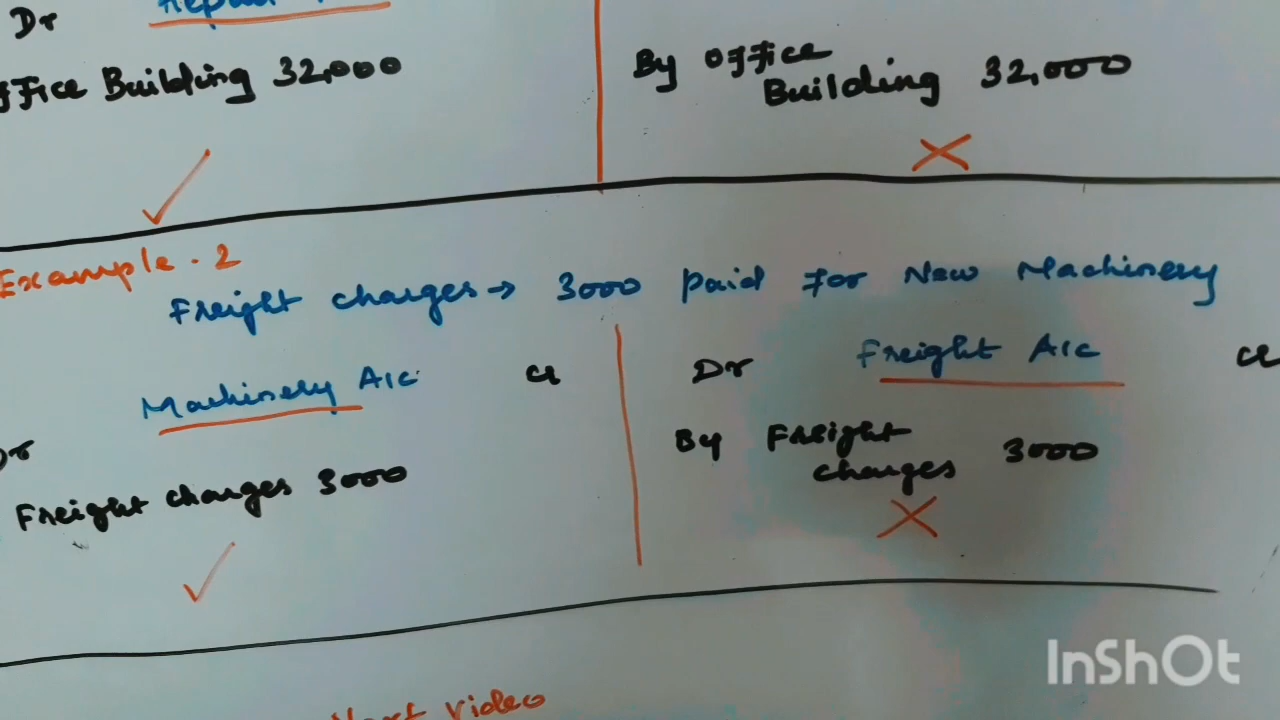 Dr
Office Building 32,000
By Office
Building 32,000
Example.2
Freight charges → 3000 paid for New Machinery
Machinery A/c Cr
Dr
Freight charges 3000
Dr Freight A/c Cr
By Freight
charges 3000
Next video
InShOt